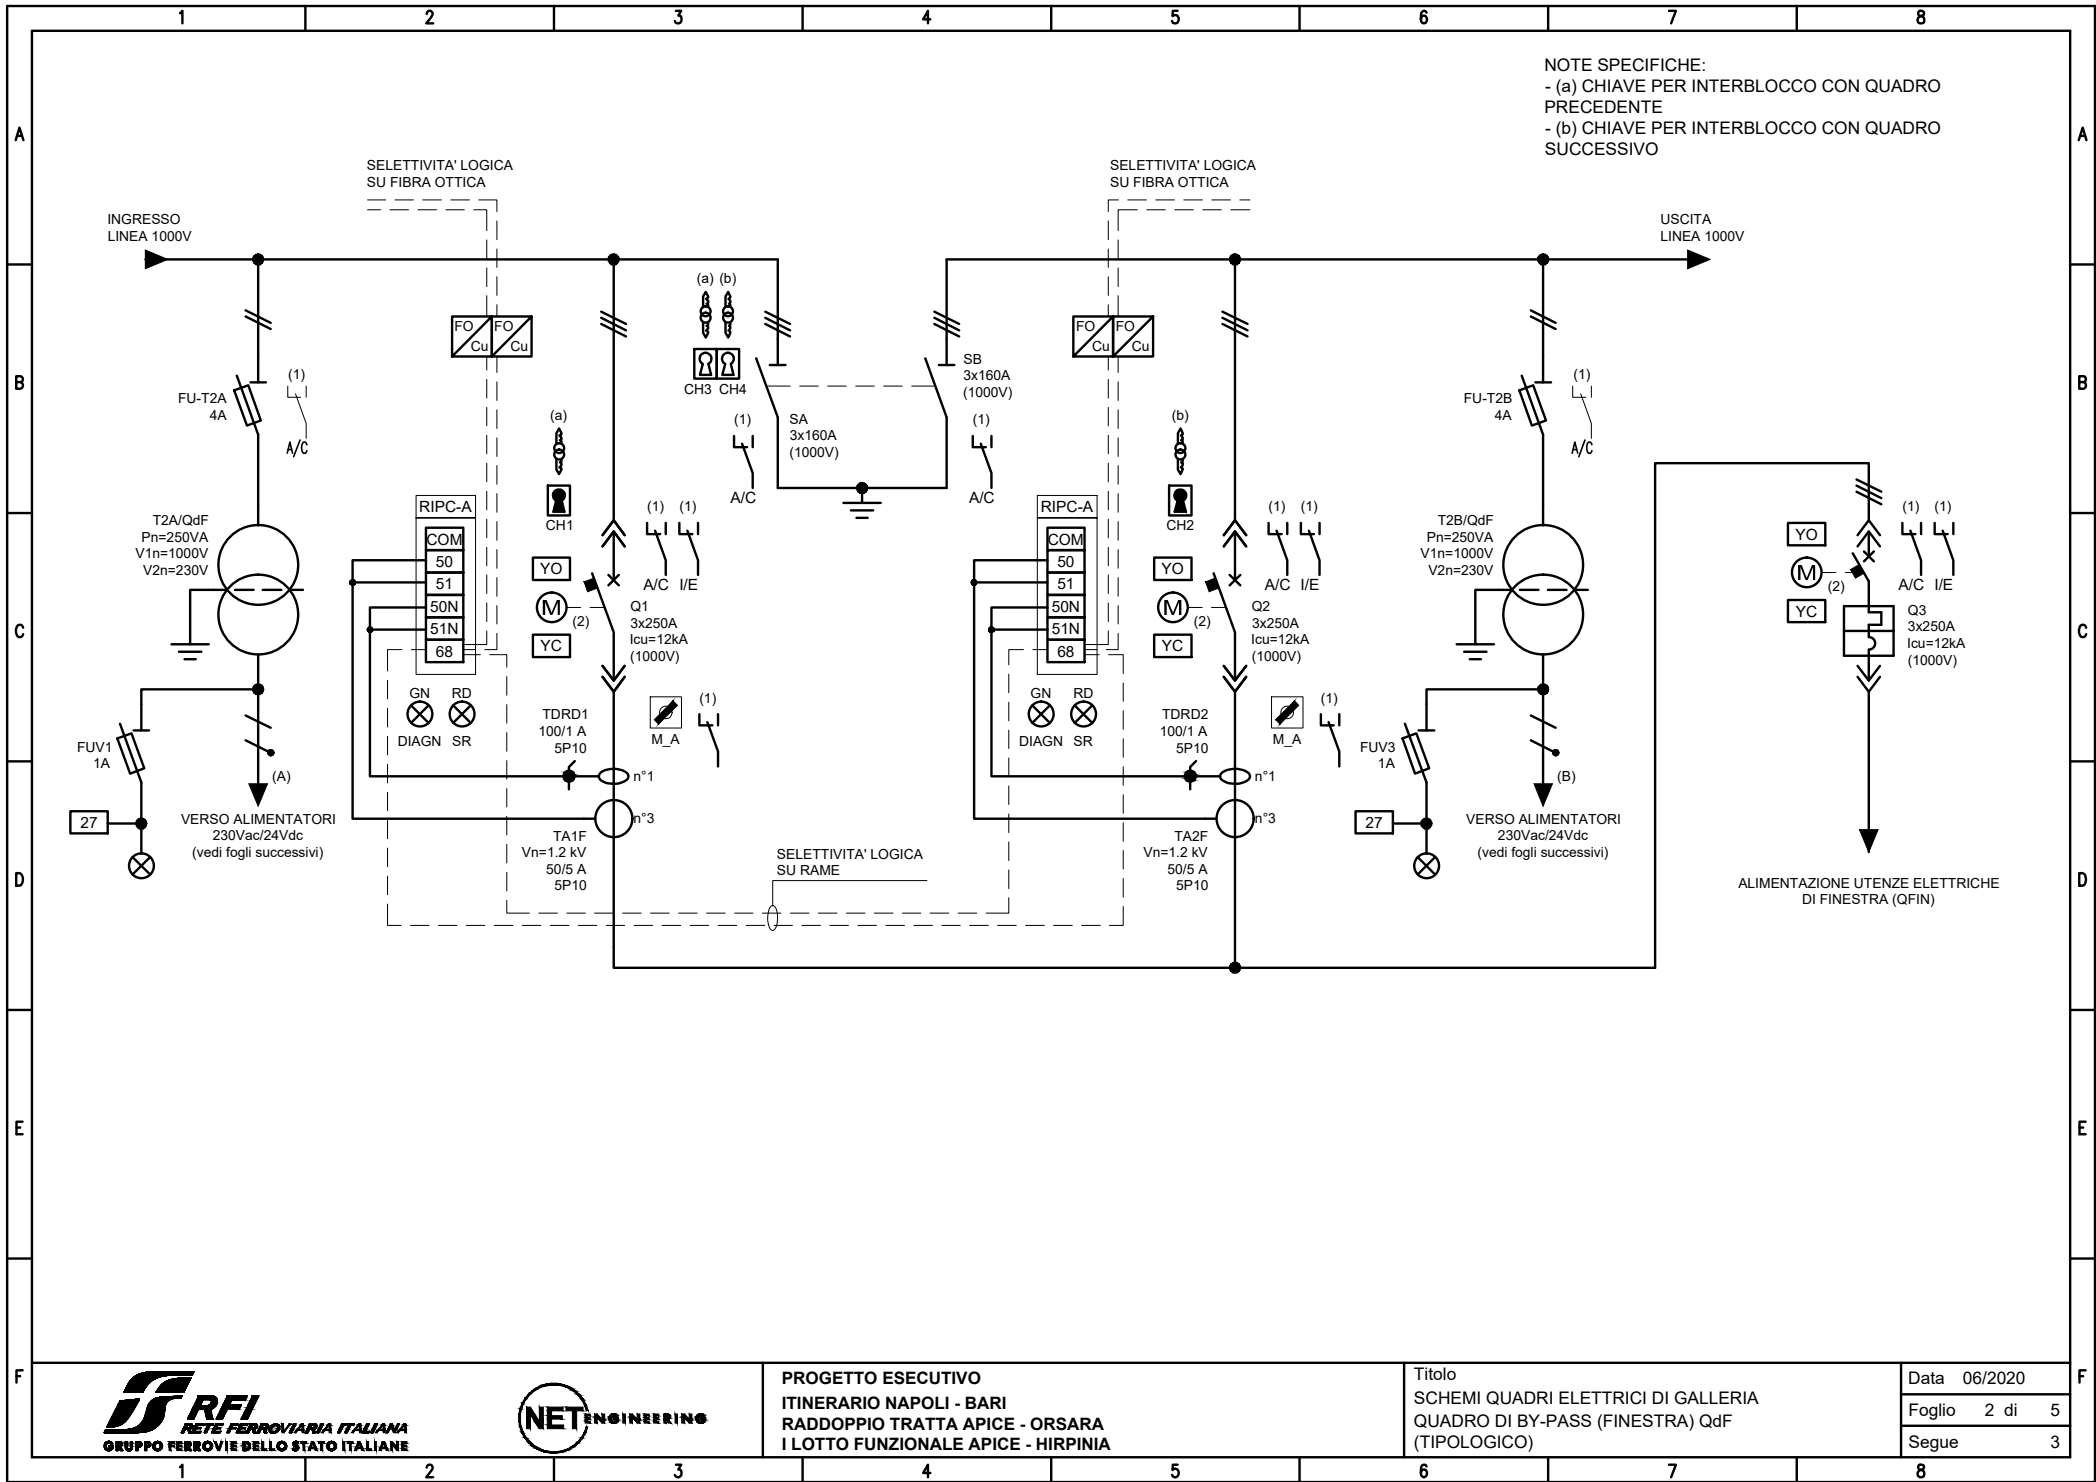 1 2 3 4 5 6 7 8
NOTE SPECIFICHE:
- (a) CHIAVE PER INTERBLOCCO CON QUADRO
PRECEDENTE
- (b) CHIAVE PER INTERBLOCCO CON QUADRO
SUCCESSIVO
A
A
SELETTIVITA' LOGICA
SU FIBRA OTTICA
SELETTIVITA' LOGICA
SU FIBRA OTTICA
INGRESSO
LINEA 1000V
USCITA
LINEA 1000V
B
B
FU-T2A
4A
(1)
A/C
FO
Cu
FO
Cu
(a) (b)
CH3 CH4
(1)
A/C
SA
3x160A
(1000V)
SB
3x160A
(1000V)
(1)
A/C
FO
Cu
FO
Cu
FU-T2B
4A
(1)
A/C
C
C
T2A/QdF
Pn=250VA
V1n=1000V
V2n=230V
RIPC-A
COM
50
51
50N
51N
68
GN RD
DIAGN SR
(a)
CH1
YO
M
(2)
YC
(1) (1)
A/C I/E
Q1
3x250A
Icu=12kA
(1000V)
M_A
(1)
RIPC-A
COM
50
51
50N
51N
68
GN RD
DIAGN SR
(b)
CH2
YO
M
(2)
YC
(1) (1)
A/C I/E
Q2
3x250A
Icu=12kA
(1000V)
M_A
(1)
T2B/QdF
Pn=250VA
V1n=1000V
V2n=230V
YO
M
(2)
YC
(1) (1)
A/C I/E
Q3
3x250A
Icu=12kA
(1000V)
D
D
FUV1
1A
27
(A)
VERSO ALIMENTATORI
230Vac/24Vdc
(vedi fogli successivi)
TDRD1
100/1 A
5P10
n°1
n°3
TA1F
Vn=1.2 kV
50/5 A
5P10
SELETTIVITA' LOGICA
SU RAME
TDRD2
100/1 A
5P10
n°1
n°3
TA2F
Vn=1.2 kV
50/5 A
5P10
FUV3
1A
27
(B)
VERSO ALIMENTATORI
230Vac/24Vdc
(vedi fogli successivi)
ALIMENTAZIONE UTENZE ELETTRICHE
DI FINESTRA (QFIN)
E
E
F
F
RFI
RETE FERROVIARIA ITALIANA
GRUPPO FERROVIE DELLO STATO ITALIANE
NET ENGINEERING
PROGETTO ESECUTIVO
ITINERARIO NAPOLI - BARI
RADDOPPIO TRATTA APICE - ORSARA
I LOTTO FUNZIONALE APICE - HIRPINIA
Titolo
SCHEMI QUADRI ELETTRICI DI GALLERIA
QUADRO DI BY-PASS (FINESTRA) QdF
(TIPOLOGICO)
Data 06/2020
Foglio 2 di 5
Segue 3
1 2 3 4 5 6 7 8